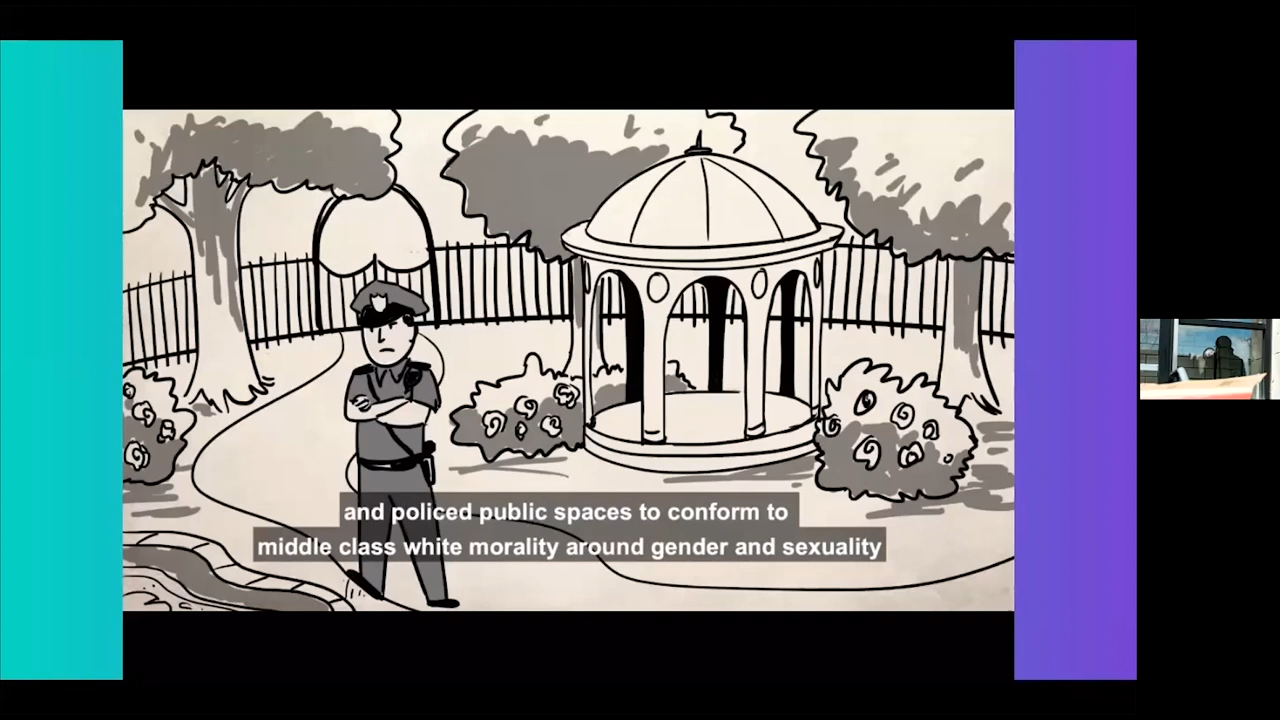 and policed public spaces to conform to
middle class white morality around gender and sexuality